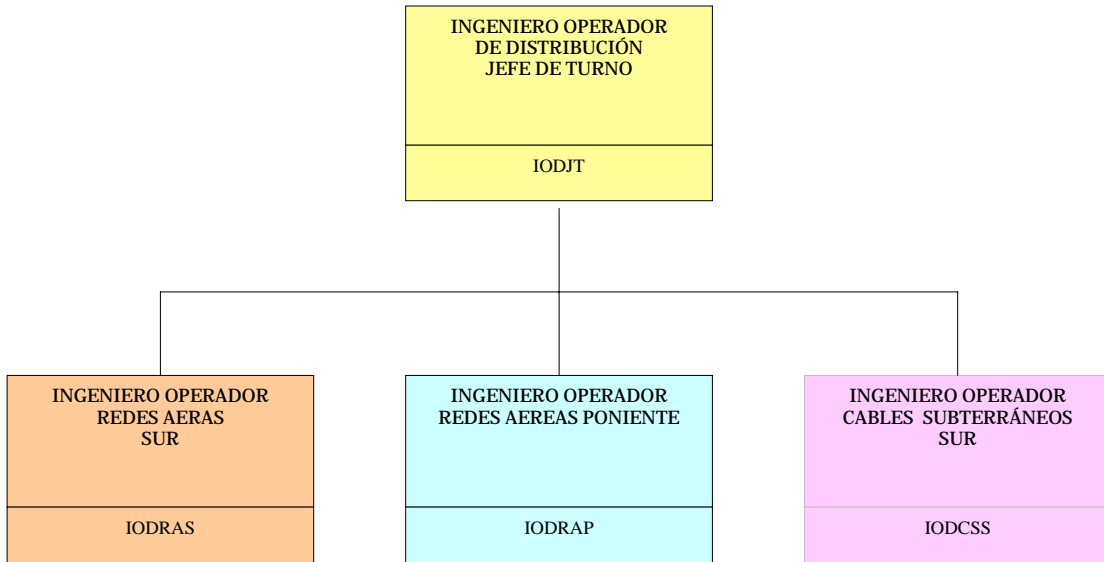 INGENIERO OPERADOR
DE DISTRIBUCIÓN
JEFE DE TURNO
IODJT
INGENIERO OPERADOR
REDES AERAS
SUR
IODRAS
INGENIERO OPERADOR
REDES AEREAS PONIENTE
IODRAP
INGENIERO OPERADOR
CABLES SUBTERRÁNEOS
SUR
IODCSS